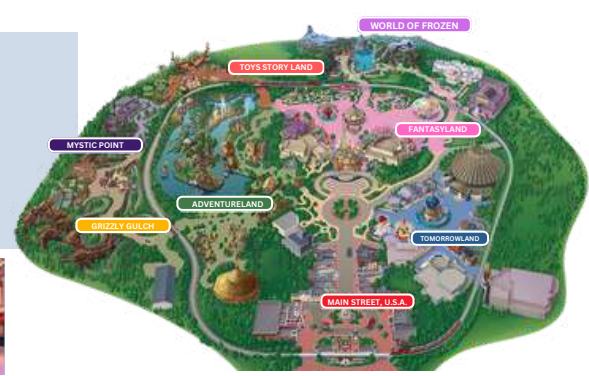 WORLD OF FROZEN
TOYS STORY LAND
FANTASYLAND
MYSTIC POINT
ADVENTURELAND
GRIZZLY GULCH
TOMORROWLAND
MAIN STREET, U.S.A.